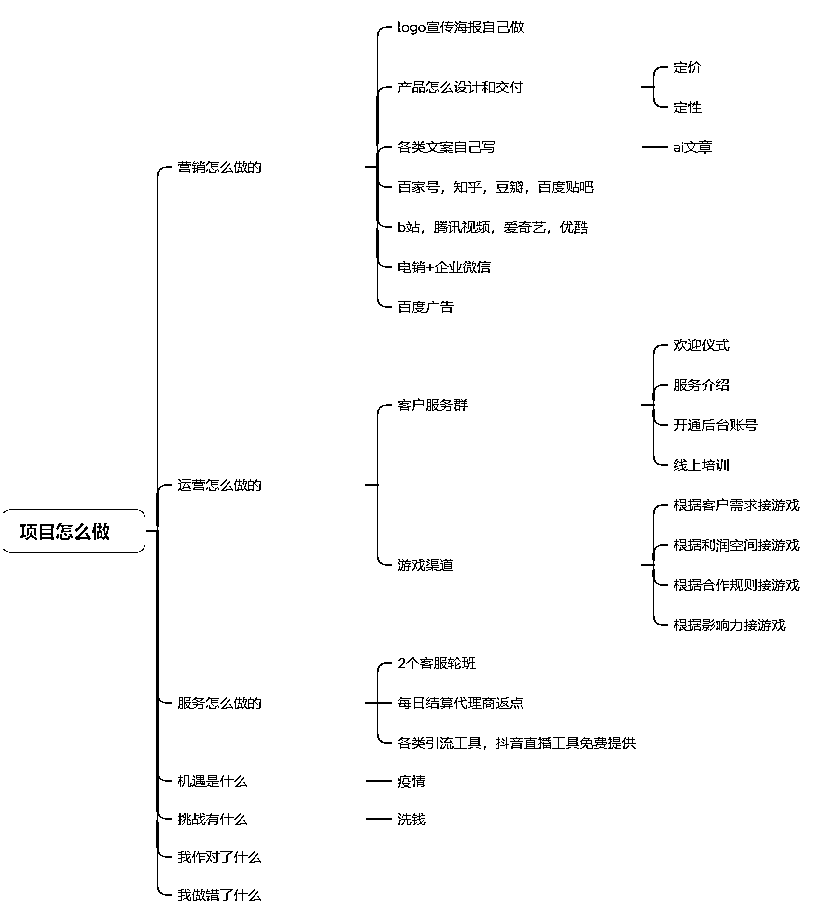 项目怎么做
营销怎么做的
logo宣传海报自己做
产品怎么设计和交付
定价
定性
各类文案自己写
ai文章
百家号，知乎，豆瓣，百度贴吧
b站，腾讯视频，爱奇艺，优酷
电销+企业微信
百度广告
运营怎么做的
客户服务群
欢迎仪式
服务介绍
开通后台账号
线上培训
游戏渠道
根据客户需求接游戏
根据利润空间接游戏
根据合作规则接游戏
根据影响力接游戏
服务怎么做的
2个客服轮班
每日结算代理商返点
各类引流工具，抖音直播工具免费提供
机遇是什么
疫情
挑战有什么
洗钱
我作对了什么
我做错了什么